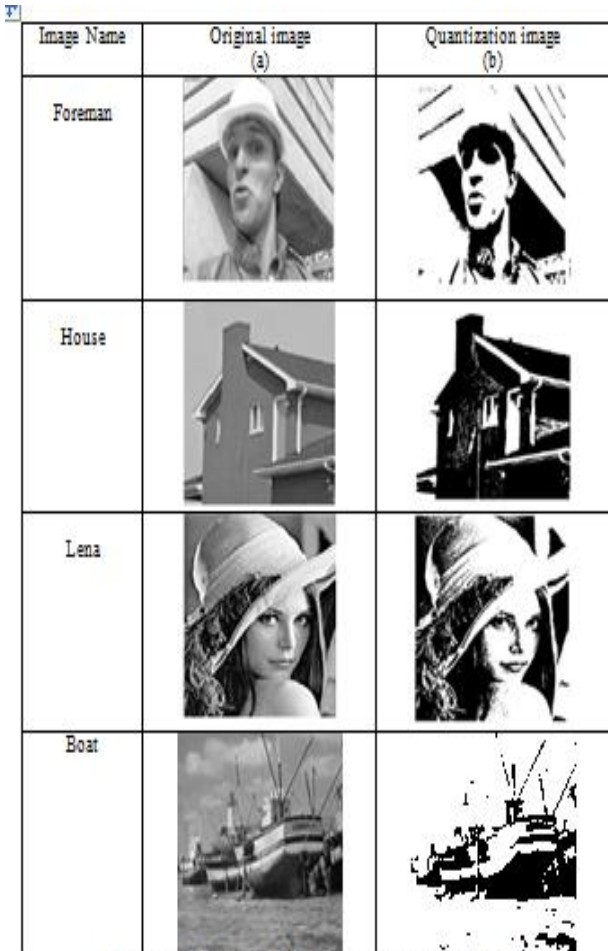 Image Name
Original image
(a)
Quantization image
(b)
Foreman
House
Lena
Boat